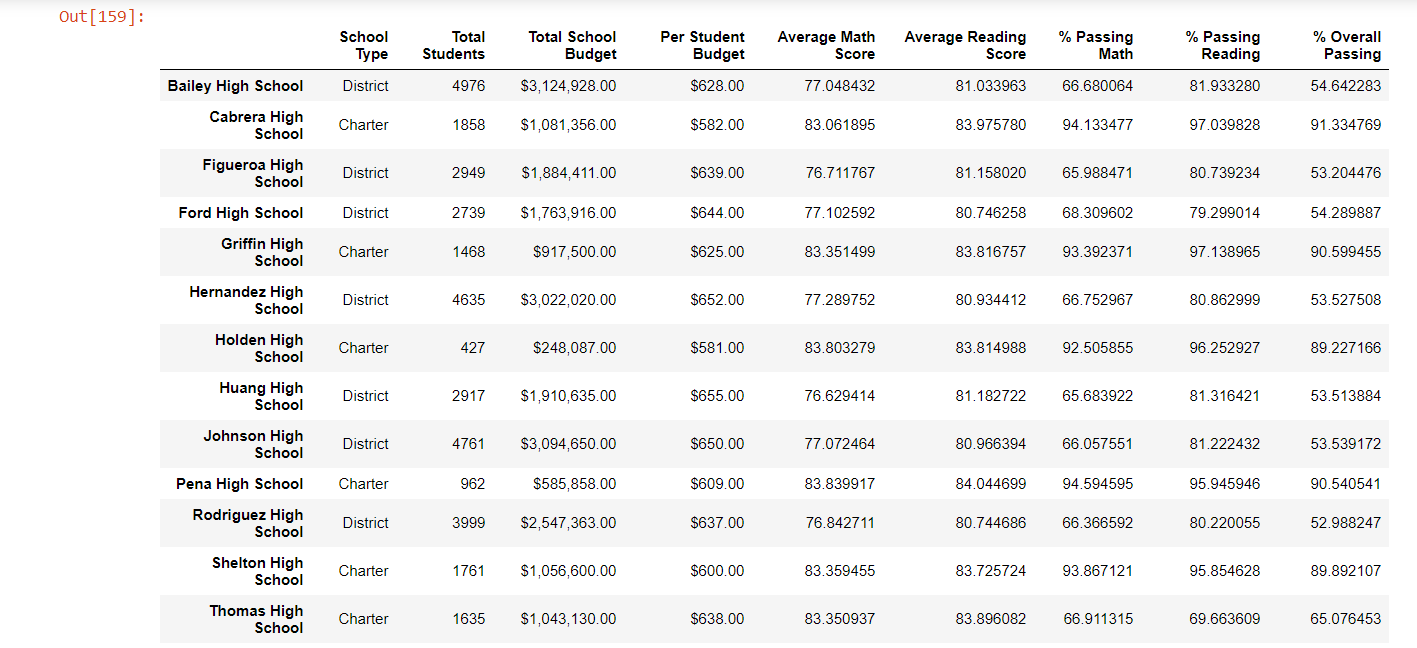 Out[159]:
School Type Total Students Total School Budget Per Student Budget Average Math Score Average Reading Score % Passing Math % Passing Reading % Overall Passing
Bailey High School District 4976 $3,124,928.00 $628.00 77.048432 81.033963 66.680064 81.933280 54.642283
Cabrera High School Charter 1858 $1,081,356.00 $582.00 83.061895 83.975780 94.133477 97.039828 91.334769
Figueroa High School District 2949 $1,884,411.00 $639.00 76.711767 81.158020 65.988471 80.739234 53.204476
Ford High School District 2739 $1,763,916.00 $644.00 77.102592 80.746258 68.309602 79.299014 54.289887
Griffin High School Charter 1468 $917,500.00 $625.00 83.351499 83.816757 93.392371 97.138965 90.599455
Hernandez High School District 4635 $3,022,020.00 $652.00 77.289752 80.934412 66.752967 80.862999 53.527508
Holden High School Charter 427 $248,087.00 $581.00 83.803279 83.814988 92.505855 96.252927 89.227166
Huang High School District 2917 $1,910,635.00 $655.00 76.629414 81.182722 65.683922 81.316421 53.513884
Johnson High School District 4761 $3,094,650.00 $650.00 77.072464 80.966394 66.057551 81.222432 53.539172
Pena High School Charter 962 $585,858.00 $609.00 83.839917 84.044699 94.594595 95.945946 90.540541
Rodriguez High School District 3999 $2,547,363.00 $637.00 76.842711 80.744686 66.366592 80.220055 52.988247
Shelton High School Charter 1761 $1,056,600.00 $600.00 83.359455 83.725724 93.867121 95.854628 89.892107
Thomas High School Charter 1635 $1,043,130.00 $638.00 83.350937 83.896082 66.911315 69.663609 65.076453